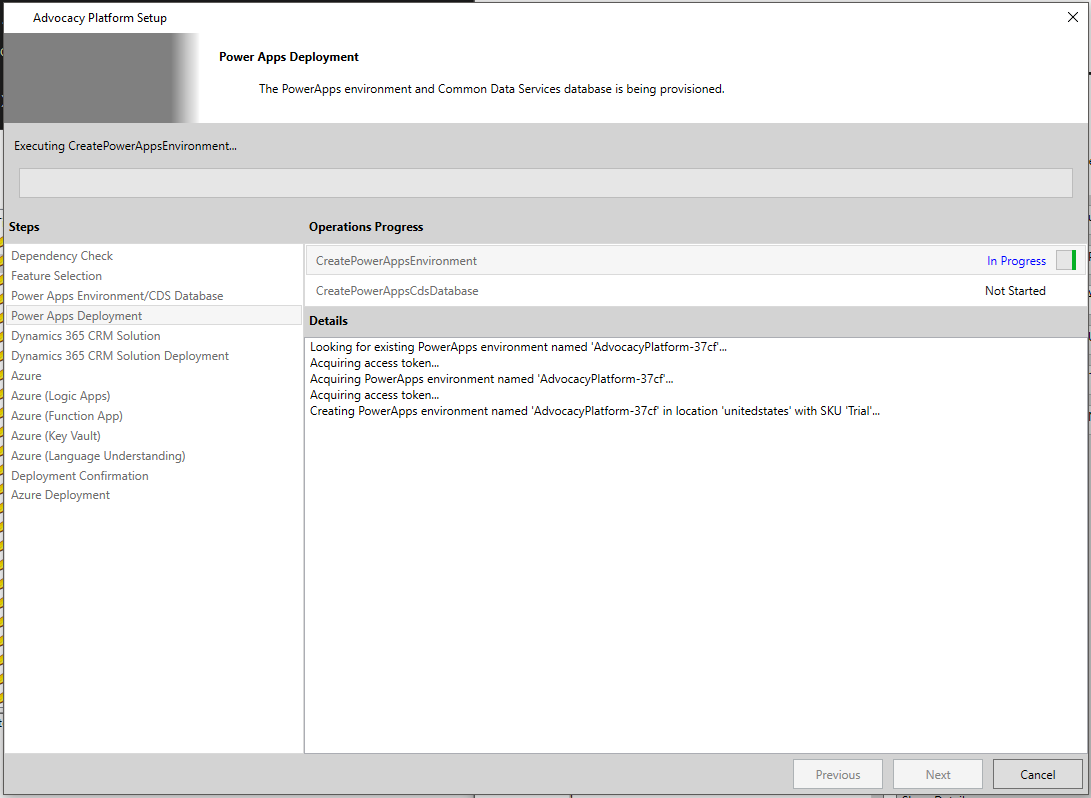 Advocacy Platform Setup
Power Apps Deployment
The PowerApps environment and Common Data Services database is being provisioned.
Executing CreatePowerAppsEnvironment...
Steps
Dependency Check
Feature Selection
Power Apps Environment/CDS Database
Power Apps Deployment
Dynamics 365 CRM Solution
Dynamics 365 CRM Solution Deployment
Azure
Azure (Logic Apps)
Azure (Function App)
Azure (Key Vault)
Azure (Language Understanding)
Deployment Confirmation
Azure Deployment
Operations Progress
CreatePowerAppsEnvironment In Progress
CreatePowerAppsCdsDatabase Not Started
Details
Looking for existing PowerApps environment named 'AdvocacyPlatform-37cf'...
Acquiring access token...
Acquiring PowerApps environment named 'AdvocacyPlatform-37cf'...
Acquiring access token...
Creating PowerApps environment named 'AdvocacyPlatform-37cf' in location 'unitedstates' with SKU 'Trial'...
Previous Next Cancel